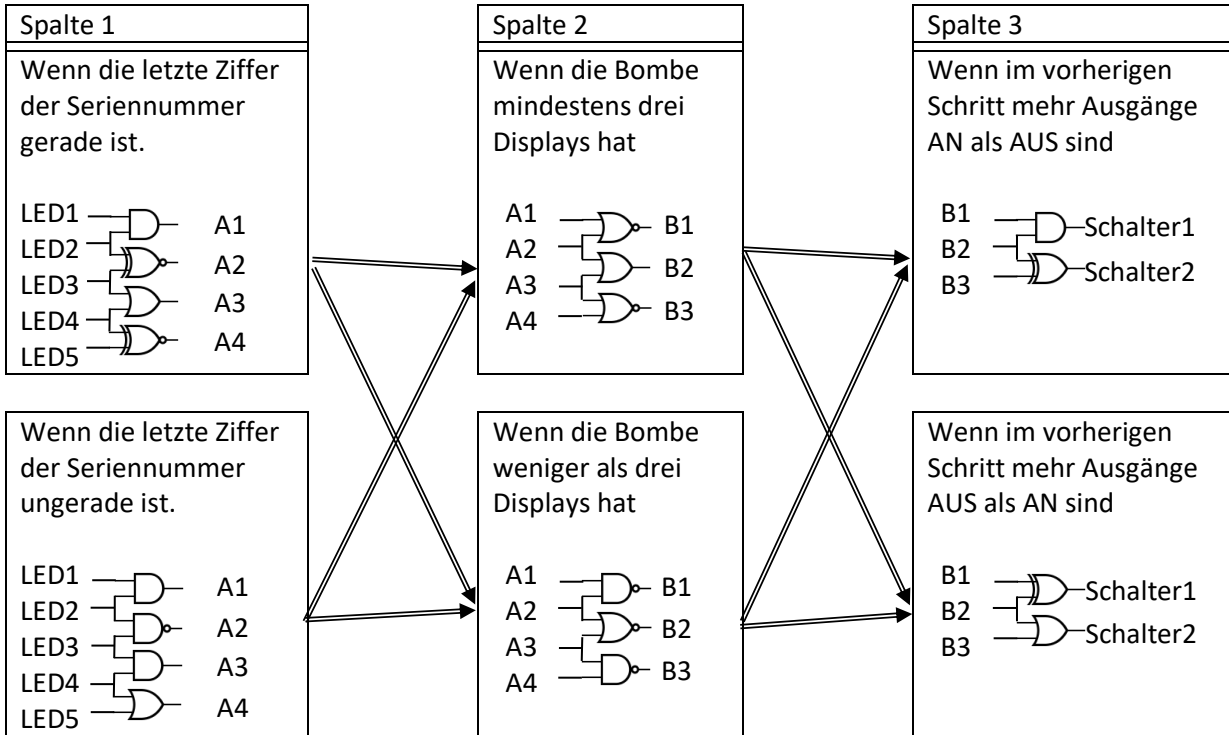 Spalte 1
Wenn die letzte Ziffer
der Seriennummer
gerade ist.
LED1
LED2
LED3
LED4
LED5
A1
A2
A3
A4
Spalte 2
Wenn die Bombe
mindestens drei
Displays hat
A1
A2
A3
A4
B1
B2
B3
Spalte 3
Wenn im vorherigen
Schritt mehr Ausgänge
AN als AUS sind
B1
B2
B3
Schalter1
Schalter2
Wenn die letzte Ziffer
der Seriennummer
ungerade ist.
LED1
LED2
LED3
LED4
LED5
A1
A2
A3
A4
Wenn die Bombe
weniger als drei
Displays hat
A1
A2
A3
A4
B1
B2
B3
Wenn im vorherigen
Schritt mehr Ausgänge
AUS als AN sind
B1
B2
B3
Schalter1
Schalter2